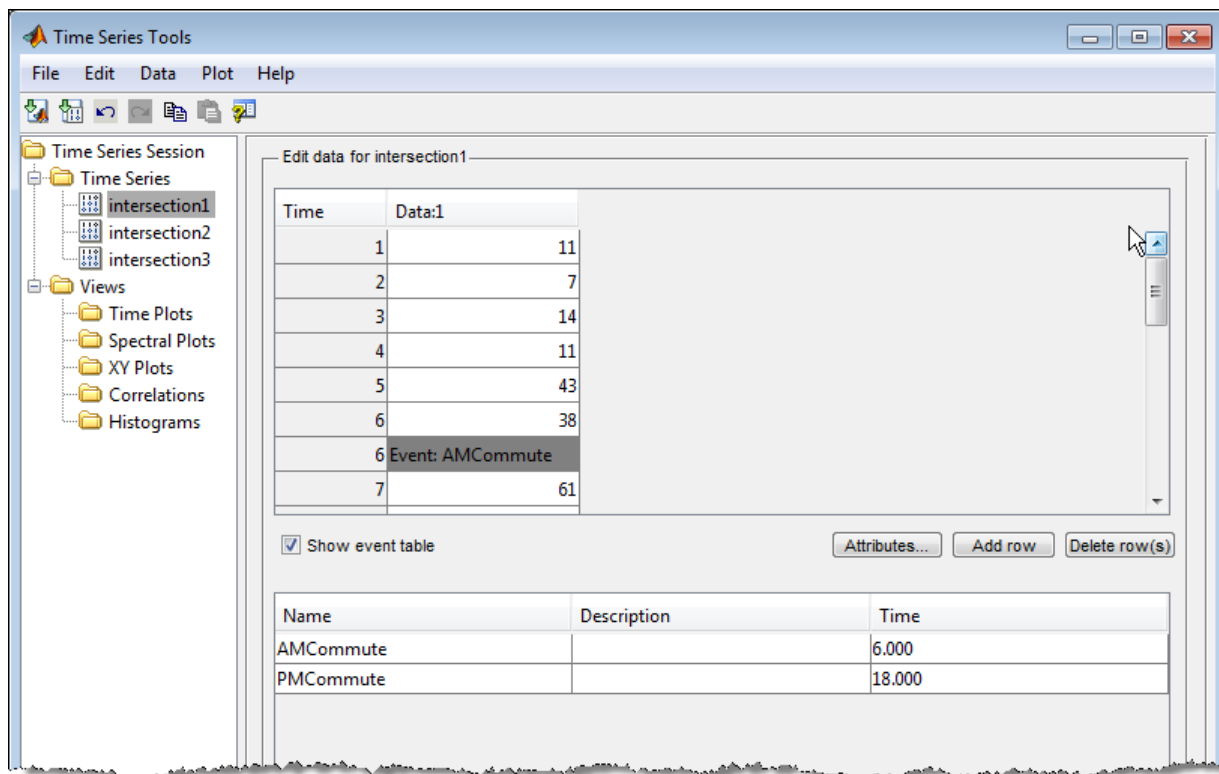 Time Series Tools
File Edit Data Plot Help
Time Series Session
Time Series
intersection1
intersection2
intersection3
Views
Time Plots
Spectral Plots
XY Plots
Correlations
Histograms
Edit data for intersection1
Time Data:1
1 11
2 7
3 14
4 11
5 43
6 38
6 Event: AMCommute
7 61
Show event table
Attributes... Add row Delete row(s)
Name Description Time
AMCommute 6.000
PMCommute 18.000